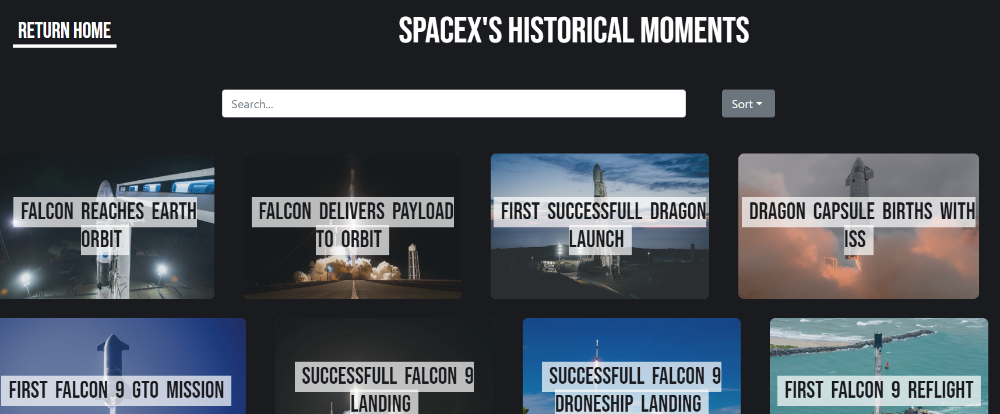 RETURN HOME
SPACEX'S HISTORICAL MOMENTS
Search...
Sort
FALCON REACHES EARTH
ORBIT
FALCON DELIVERS PAYLOAD
TO ORBIT
FIRST SUCCESSFULL DRAGON
LAUNCH
DRAGON CAPSULE BIRTHS WITH
ISS
FIRST FALCON 9 GTO MISSION
SUCCESSFULL FALCON 9
LANDING
SUCCESSFULL FALCON 9
DRONESHIP LANDING
FIRST FALCON 9 REFLIGHT